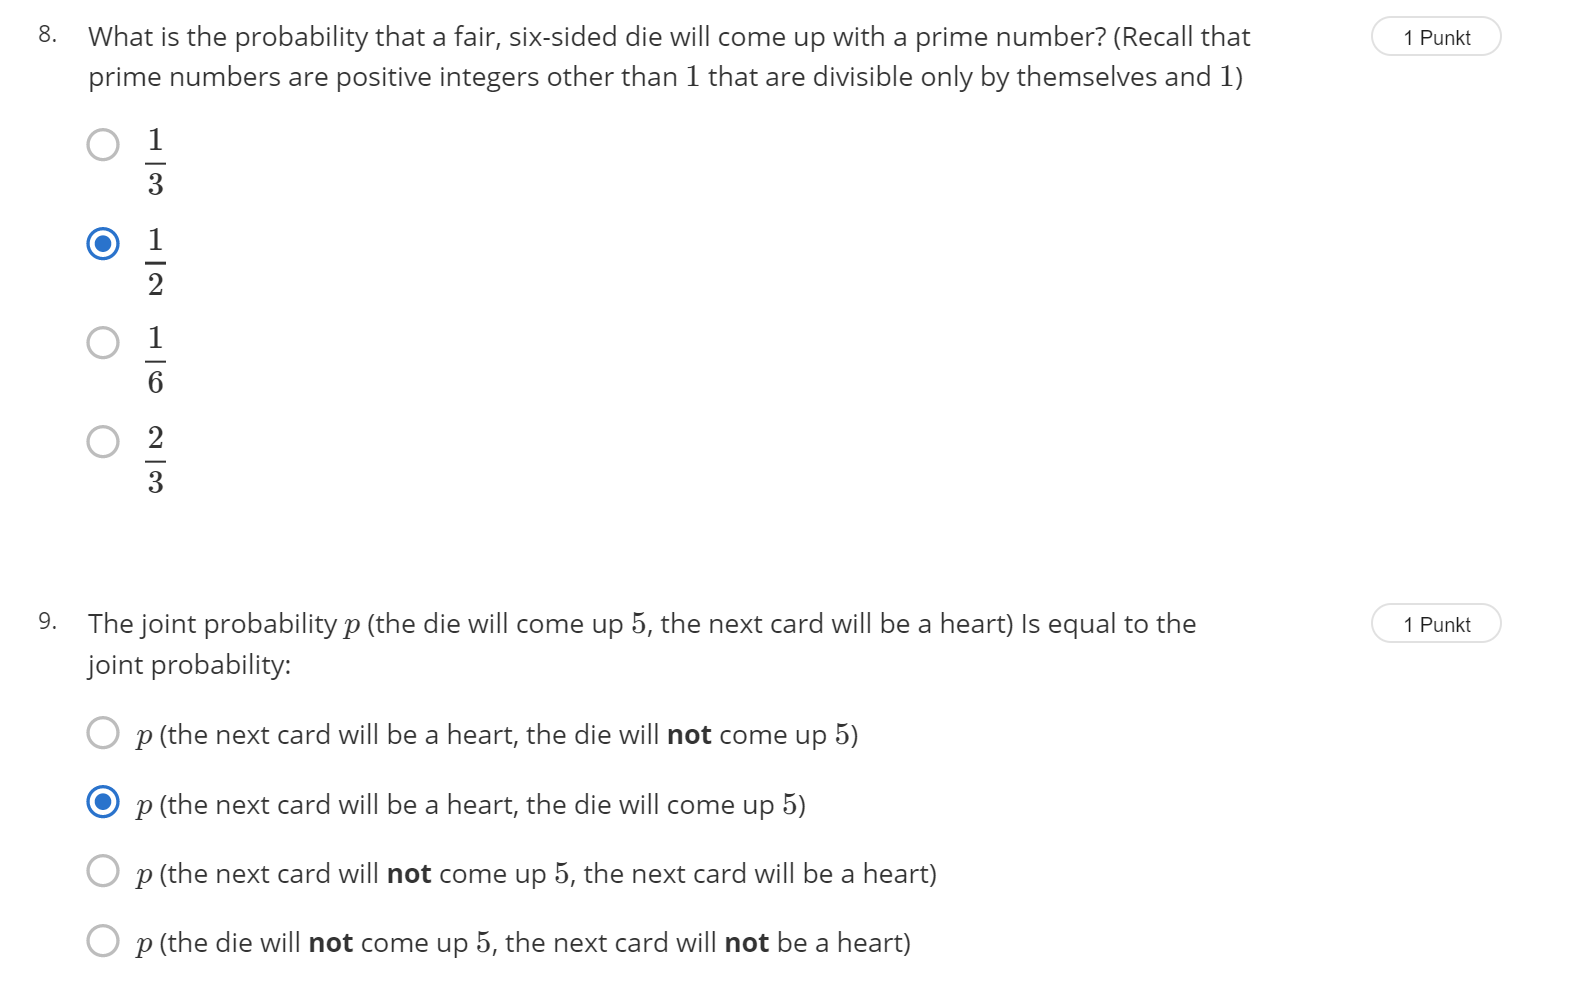 8. What is the probability that a fair, six-sided die will come up with a prime number? (Recall that 1 Punkt
prime numbers are positive integers other than 1 that are divisible only by themselves and 1)
1/3
1/2
1/6
2/3
9. The joint probability p (the die will come up 5, the next card will be a heart) Is equal to the 1 Punkt
joint probability:
p (the next card will be a heart, the die will not come up 5)
p (the next card will be a heart, the die will come up 5)
p (the next card will not come up 5, the next card will be a heart)
p (the die will not come up 5, the next card will not be a heart)